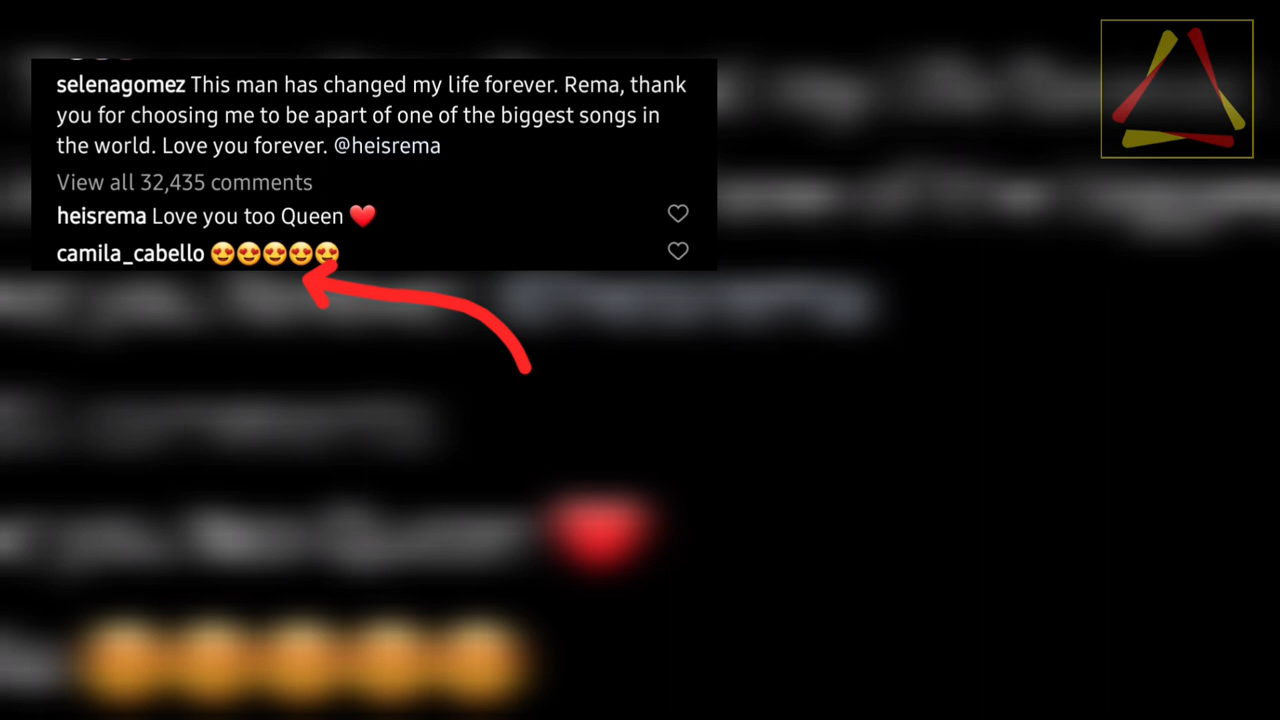 selenagomez This man has changed my life forever. Rema, thank
you for choosing me to be apart of one of the biggest songs in
the world. Love you forever. @heisrema
View all 32,435 comments
heisrema Love you too Queen ❤️
camila_cabello 😍😍😍😍😍